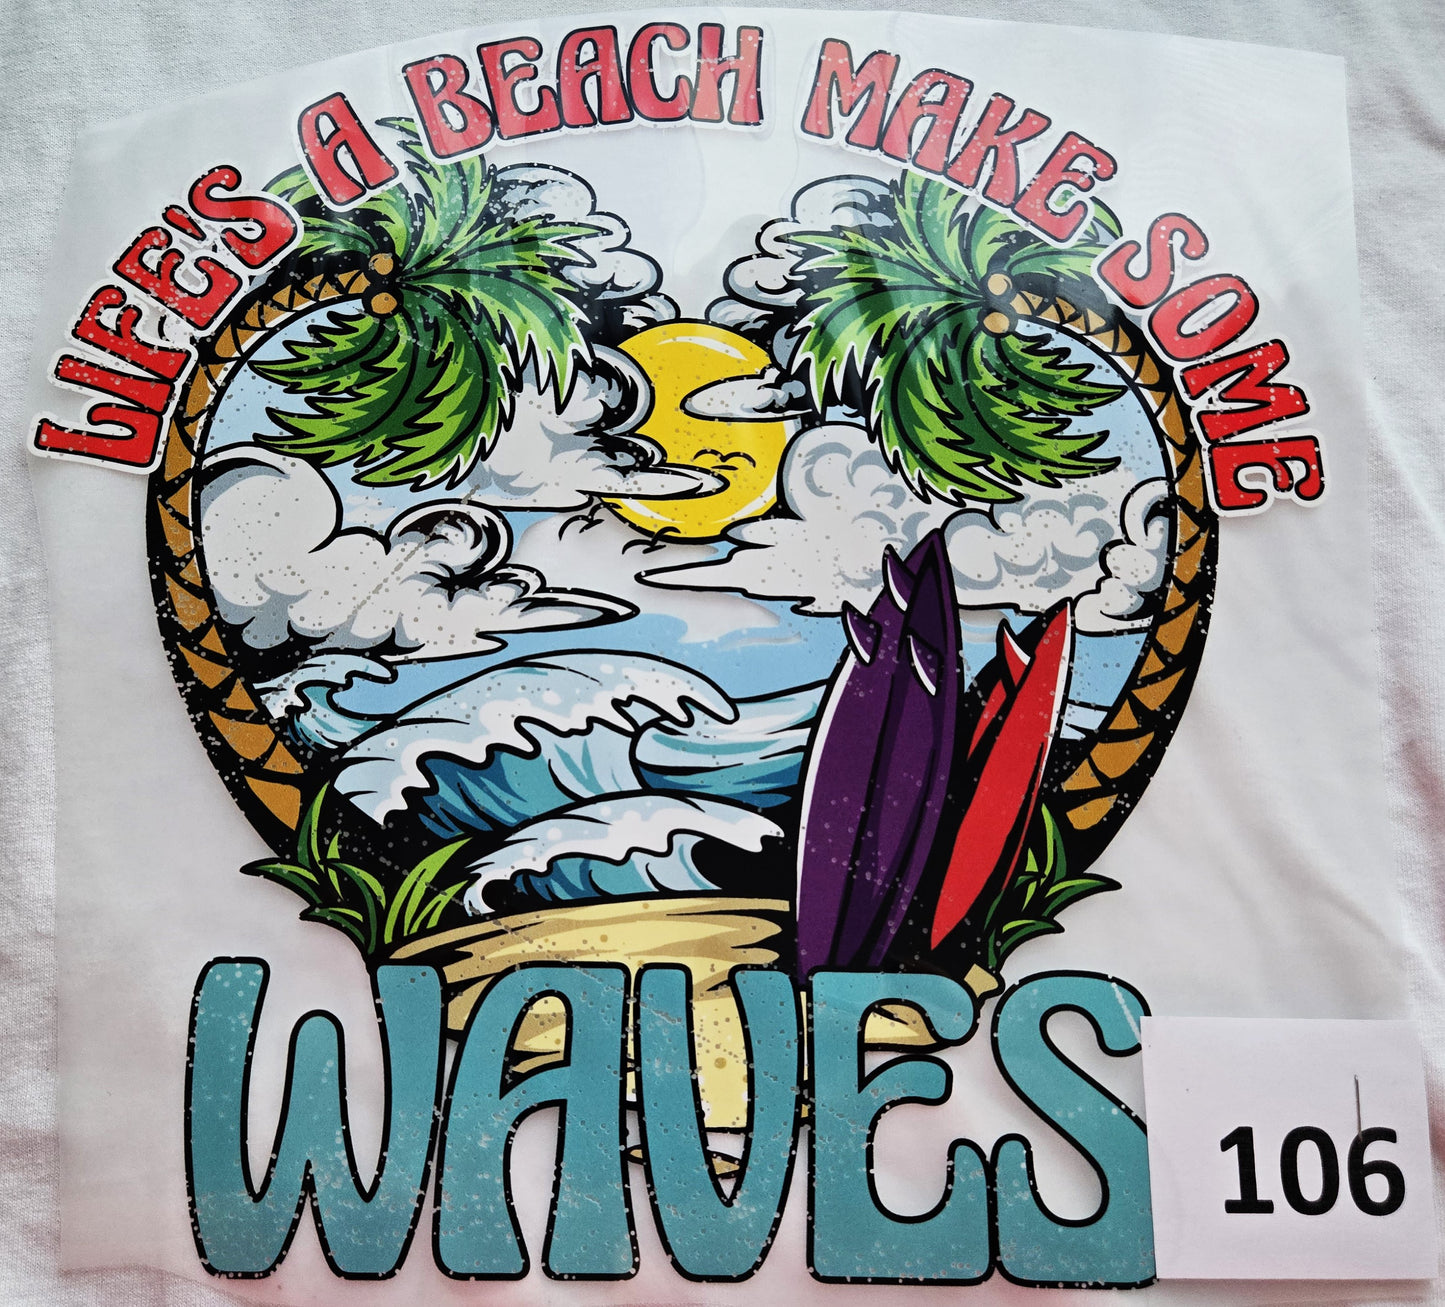 LIFE'S A BEACH MAKE SOME
WAVES
106